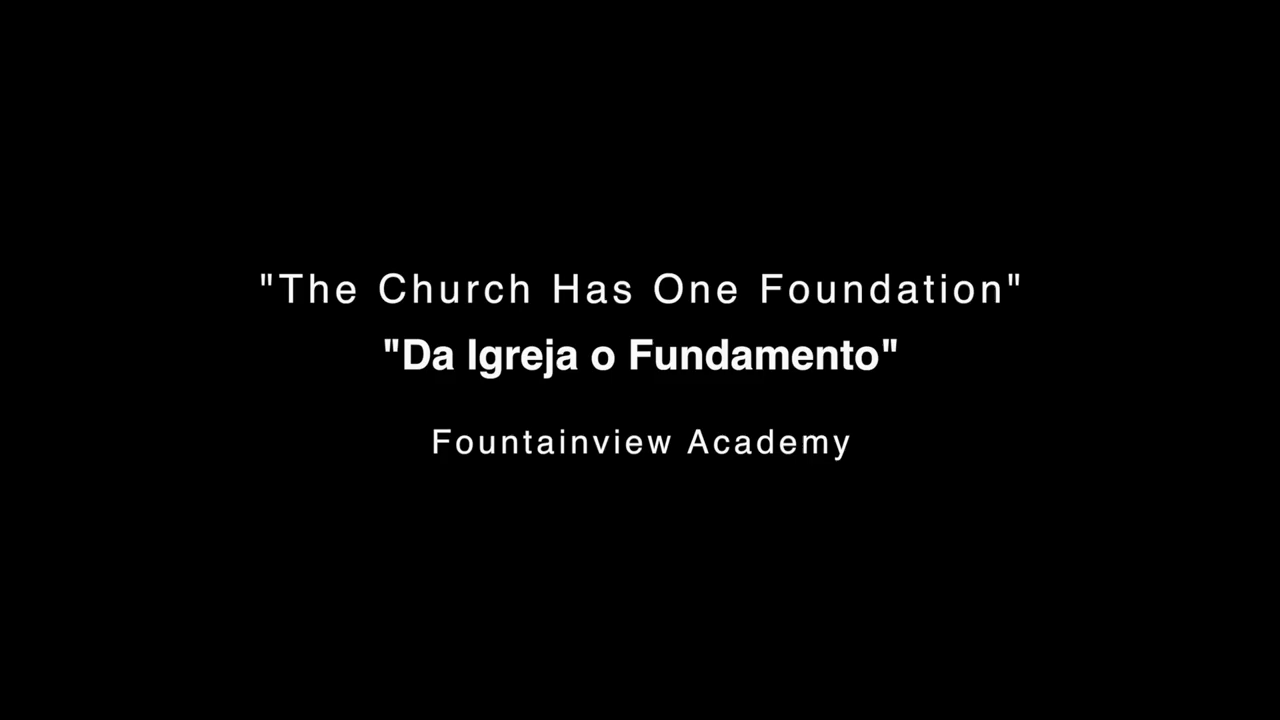 "The Church Has One Foundation"
"Da Igreja o Fundamento"
Fountainview Academy